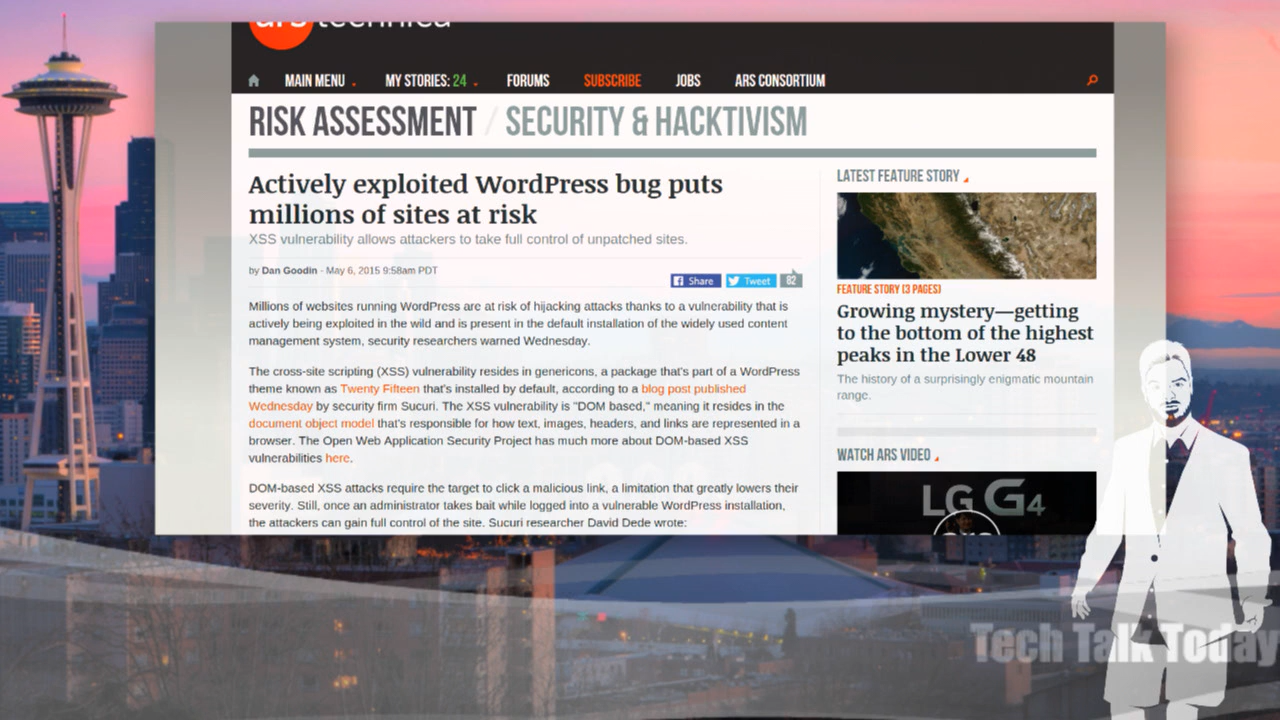 ars technica
MAIN MENU
MY STORIES: 24
FORUMS
SUBSCRIBE
JOBS
ARS CONSORTIUM
RISK ASSESSMENT / SECURITY & HACKTIVISM
Actively exploited WordPress bug puts
millions of sites at risk
XSS vulnerability allows attackers to take full control of unpatched sites.
by Dan Goodin - May 6, 2015 9:58am PDT
Share
Tweet
82
Millions of websites running WordPress are at risk of hijacking attacks thanks to a vulnerability that is
actively being exploited in the wild and is present in the default installation of the widely used content
management system, security researchers warned Wednesday.
The cross-site scripting (XSS) vulnerability resides in genericons, a package that's part of a WordPress
theme known as Twenty Fifteen that's installed by default, according to a blog post published
Wednesday by security firm Sucuri. The XSS vulnerability is "DOM based," meaning it resides in the
document object model that's responsible for how text, images, headers, and links are represented in a
browser. The Open Web Application Security Project has much more about DOM-based XSS
vulnerabilities here.
DOM-based XSS attacks require the target to click a malicious link, a limitation that greatly lowers their
severity. Still, once an administrator takes bait while logged into a vulnerable WordPress installation,
the attackers can gain full control of the site. Sucuri researcher David Dede wrote:
LATEST FEATURE STORY
FEATURE STORY (3 PAGES)
Growing mystery—getting
to the bottom of the highest
peaks in the Lower 48
The history of a surprisingly enigmatic mountain
range.
WATCH ARS VIDEO
LG G4
ars
Tech Talk Today